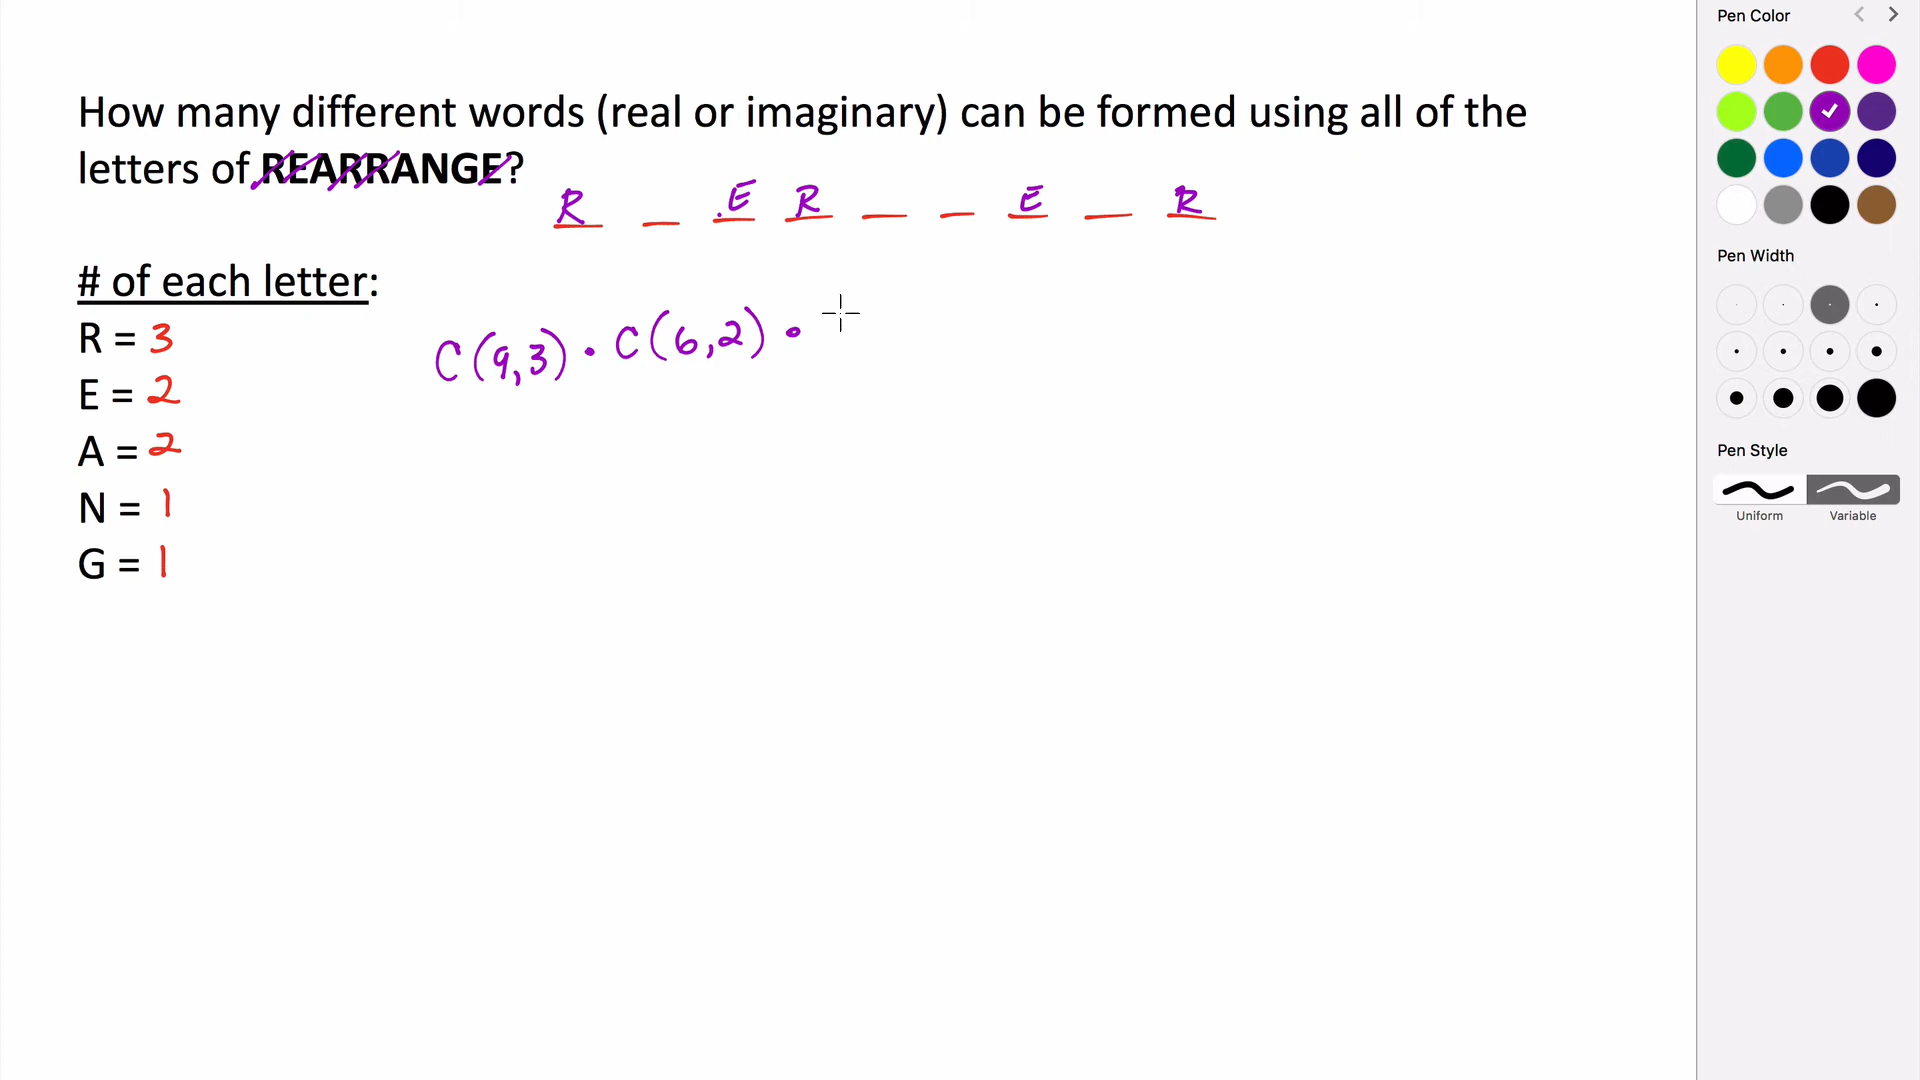 How many different words (real or imaginary) can be formed using all of the
letters of REARRANGE?
R _ E R _ _ E _ R
# of each letter:
R = 3
E = 2
A = 2
N = 1
G = 1
C(9,3) • C(6,2) •
Pen Color
Pen Width
Pen Style
Uniform Variable